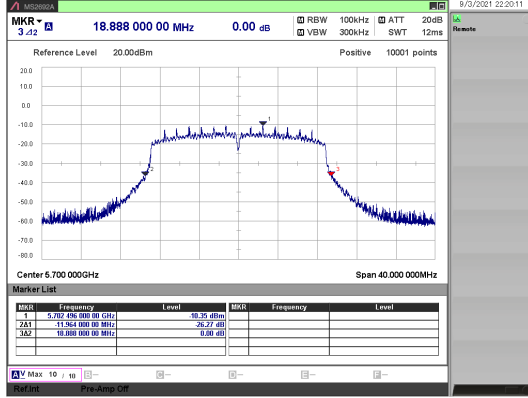 MS2692A
9/3/2021 22:20:11
MKR
3 ⊿2 A
18.888 000 00 MHz
0.00 dB
RBW 100kHz
ATT 20dB
VBW 300kHz
SWT 12ms
Remote
Reference Level 20.00dBm
Positive 10001 points
20.0
10.0
0.0
-10.0
-20.0
-30.0
-40.0
-50.0
-60.0
-70.0
-80.0
1
2
3
Center 5.700 000GHz
Span 40.000 000MHz
Marker List
MKR Frequency Level MKR Frequency Level
1 5.702 496 000 00 GHz -10.35 dBm
2Δ1 -11.964 000 00 MHz -26.27 dB
3Δ2 18.888 000 00 MHz 0.00 dB
A Max 10 / 10
Ref.Int Pre-Amp Off